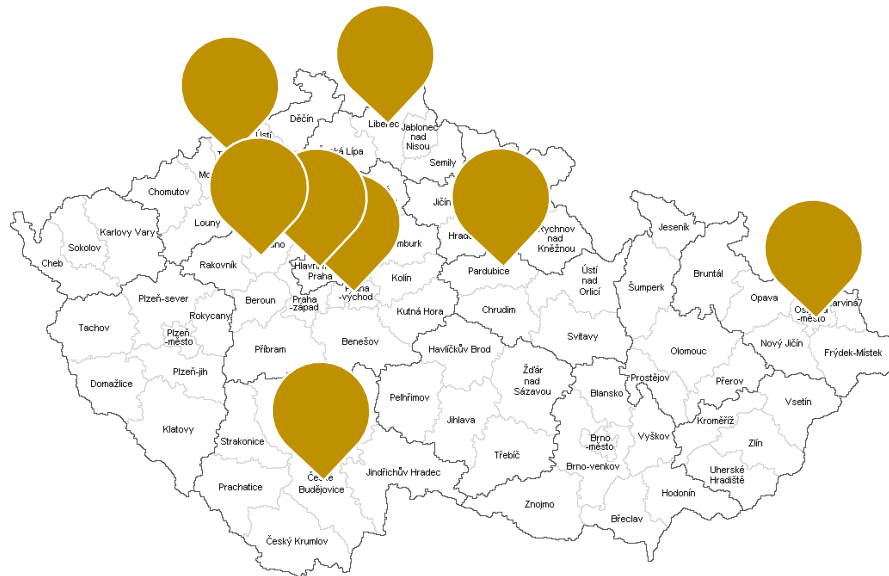 Děčín
Liberec
Jablonec
nad
Nisou
Ústí
Semily
Chomutov
Louny
Jičín
Rychnov
nad
Kněžnou
Karlovy Vary
Sokolov
Cheb
Rakovník
Praha
Kolín
Pardubice
Ústí
nad
Orlicí
Jeseník
Bruntál
Šumperk
Opava
Plzeň-sever
Beroun
Praha
-západ
-východ
Kutná Hora
Chrudim
Svitavy
Tachov
Rokycany
Plzeň
-město
Příbram
Benešov
Havlíčkův Brod
Olomouc
-město
Nový Jičín
Frýdek-Místek
Domažlice
Plzeň-jih
Žďár
nad
Sázavou
Pelhřimov
Blansko
Prostějov
Přerov
Vsetín
Klatovy
Strakonice
Jihlava
Třebíč
Brno
-město
Brno-venkov
Vyškov
Kroměříž
Zlín
Uherské
Hradiště
Prachatice
Budějovice
Jindřichův Hradec
Znojmo
Hodonín
Břeclav
Český Krumlov